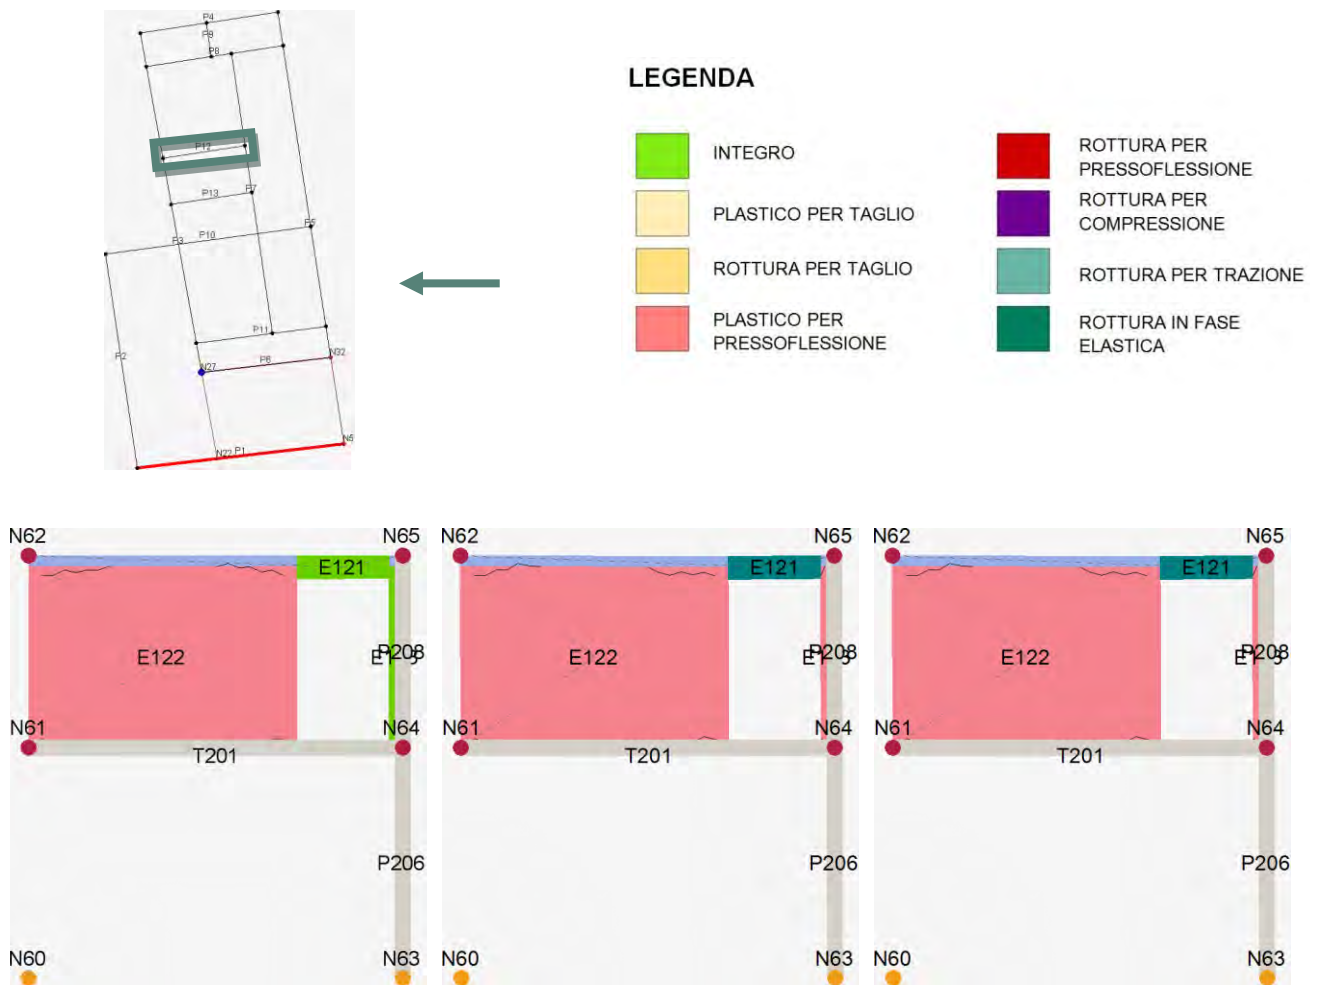 P4
P9
P8
P12
P13
P7
P5
P10
P3
P11
P2
P6
N32
N27
N22
P1
N6
LEGENDA
INTEGRO
PLASTICO PER TAGLIO
ROTTURA PER TAGLIO
PLASTICO PER
PRESSOFLESSIONE
ROTTURA PER
PRESSOFLESSIONE
ROTTURA PER
COMPRESSIONE
ROTTURA PER TRAZIONE
ROTTURA IN FASE
ELASTICA
N62
N65
E121
E122
P208
N61
N64
T201
P206
N60
N63
N62
N65
E121
E122
P208
N61
N64
T201
P206
N60
N63
N62
N65
E121
E122
P208
N61
N64
T201
P206
N60
N63